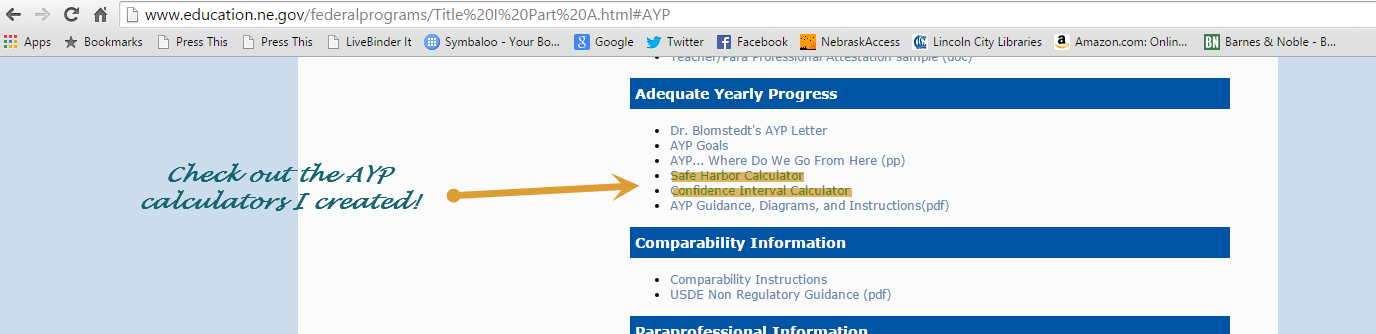 www.education.ne.gov/federalprograms/Title%20I%20Part%20A.html#AYP
Apps Bookmarks Press This Press This LiveBinder It Symbaloo - Your Bo... Google Twitter Facebook NebraskAccess Lincoln City Libraries Amazon.com: Onlin... BN Barnes & Noble - B...
Teacher/Para Professional Attestation sample (doc)
Adequate Yearly Progress
Dr. Blomstedt's AYP Letter
AYP Goals
AYP... Where Do We Go From Here (pp)
Safe Harbor Calculator
Confidence Interval Calculator
AYP Guidance, Diagrams, and Instructions(pdf)
Check out the AYP
calculators I created!
Comparability Information
Comparability Instructions
USDE Non Regulatory Guidance (pdf)
Paraprofessional Information